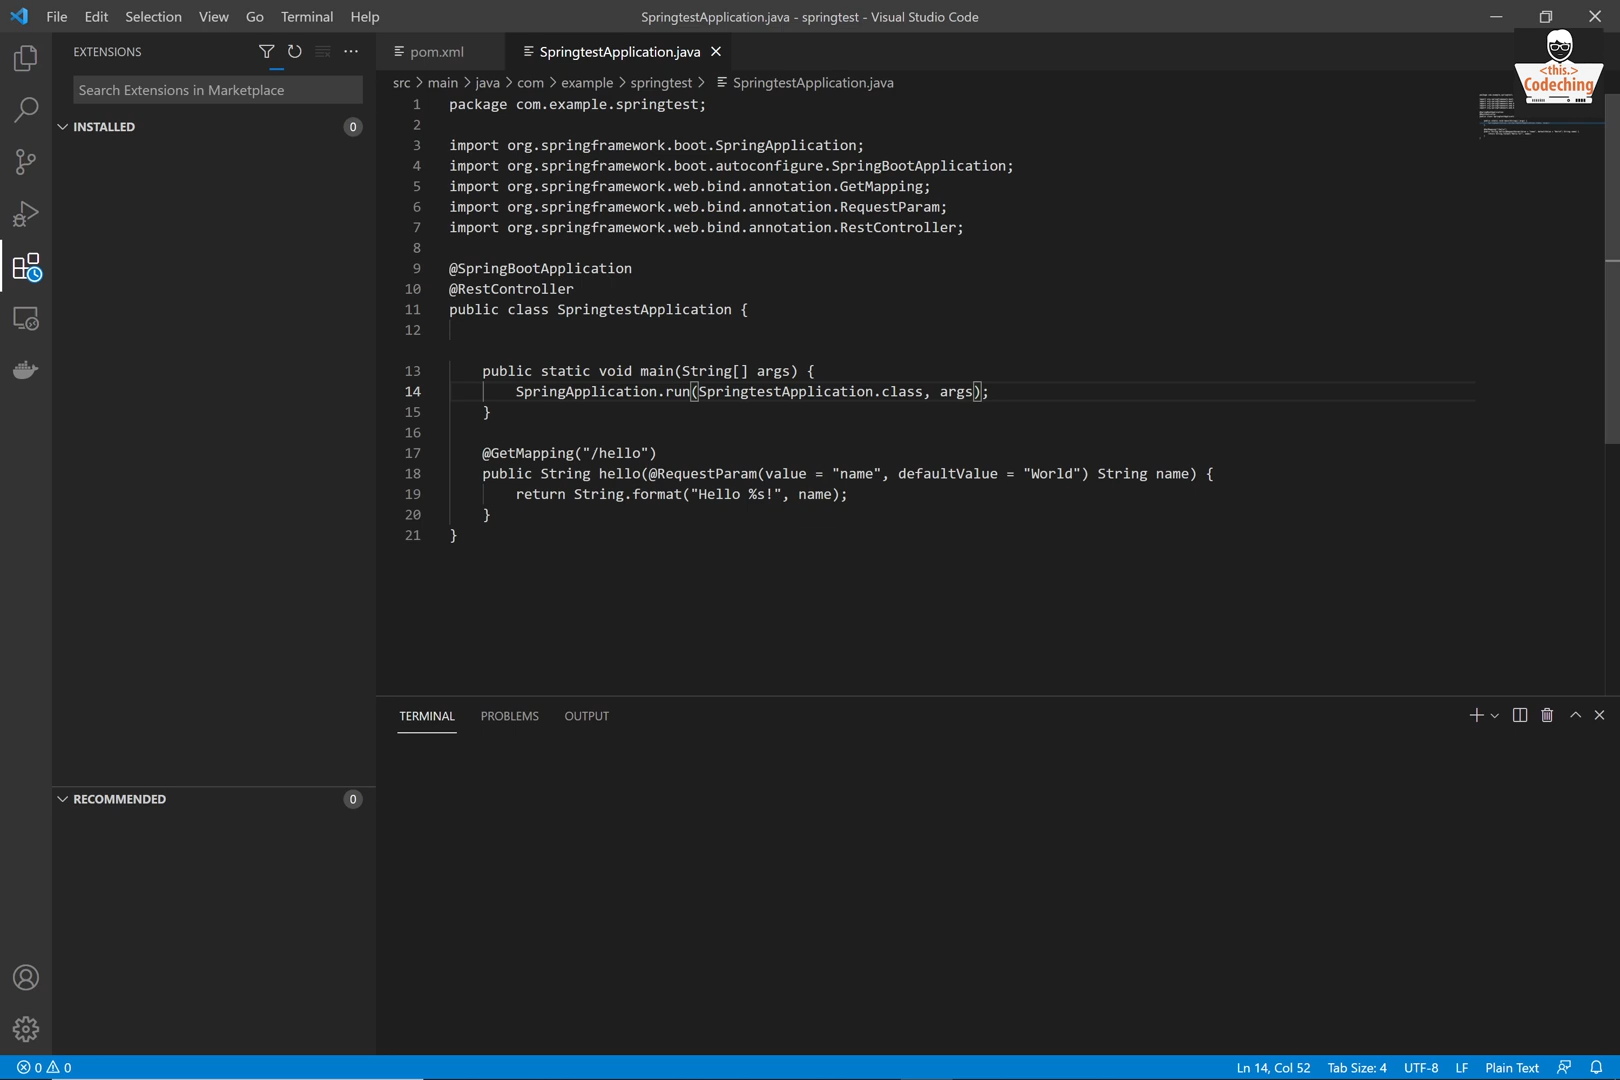 File Edit Selection View Go Terminal Help
SpringtestApplication.java - springtest - Visual Studio Code
<this.>
Codeching
EXTENSIONS
Search Extensions in Marketplace
INSTALLED 0
RECOMMENDED 0
pom.xml
SpringtestApplication.java
src > main > java > com > example > springtest > SpringtestApplication.java
1 package com.example.springtest;
2
3 import org.springframework.boot.SpringApplication;
4 import org.springframework.boot.autoconfigure.SpringBootApplication;
5 import org.springframework.web.bind.annotation.GetMapping;
6 import org.springframework.web.bind.annotation.RequestParam;
7 import org.springframework.web.bind.annotation.RestController;
8
9 @SpringBootApplication
10 @RestController
11 public class SpringtestApplication {
12
13 public static void main(String[] args) {
14 SpringApplication.run(SpringtestApplication.class, args);
15 }
16
17 @GetMapping("/hello")
18 public String hello(@RequestParam(value = "name", defaultValue = "World") String name) {
19 return String.format("Hello %s!", name);
20 }
21 }
TERMINAL PROBLEMS OUTPUT
0 0
Ln 14, Col 52 Tab Size: 4 UTF-8 LF Plain Text